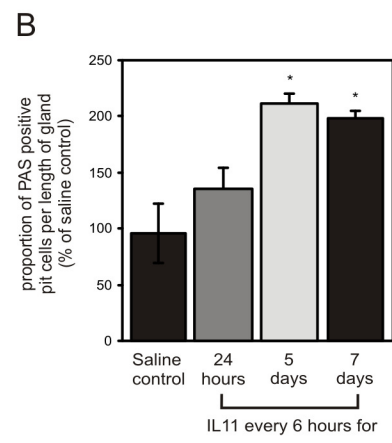 B
proportion of PAS positive
pit cells per length of gland
(% of saline control)
250
200
150
100
50
0
*
*
Saline
control
24
hours
5
days
7
days
IL11 every 6 hours for